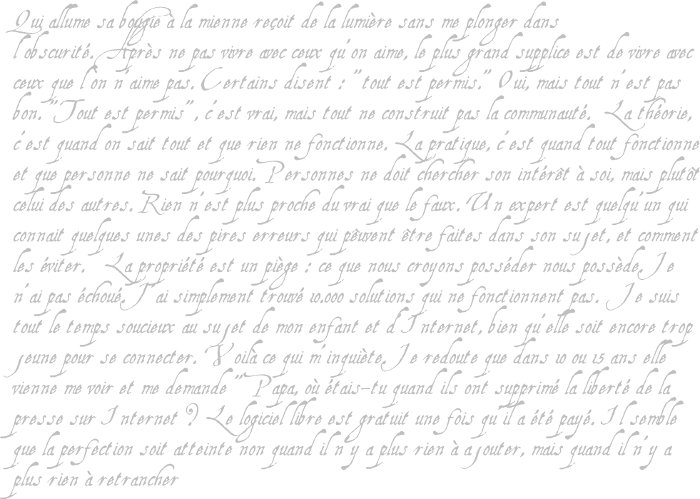 Qui allume sa bougie à la mienne reçoit de la lumière sans me plonger dans
l'obscurité. Après ne pas vivre avec ceux qu'on aime, le plus grand supplice est de vivre avec
ceux que l'on n'aime pas. Certains disent : "tout est permis." Oui, mais tout n'est pas
bon. "Tout est permis", c'est vrai, mais tout ne construit pas la communauté. La théorie,
c'est quand on sait tout et que rien ne fonctionne. La pratique, c'est quand tout fonctionne
et que personne ne sait pourquoi. Personnes ne doit chercher son intérêt à soi, mais plutôt
celui des autres. Rien n'est plus proche du vrai que le faux. Un expert est quelqu'un qui
connait quelques unes des pires erreurs qui peuvent être faites dans son sujet, et comment
les éviter. La propriété est un piège : ce que nous croyons posséder nous possède. Je
n'ai pas échoué. J'ai simplement trouvé 10.000 solutions qui ne fonctionnent pas. Je suis
tout le temps soucieux au sujet de mon enfant et d'Internet, bien qu'elle soit encore trop
jeune pour se connecter. Voilà ce qui m'inquiète. Je redoute que dans 10 ou 15 ans elle
vienne me voir et me demande "Papa, où étais-tu quand ils ont supprimé la liberté de la
presse sur Internet ? Le logiciel libre est gratuit une fois qu'il a été payé. Il semble
que la perfection soit atteinte non quand il n'y a plus rien à ajouter, mais quand il n'y a
plus rien à retrancher